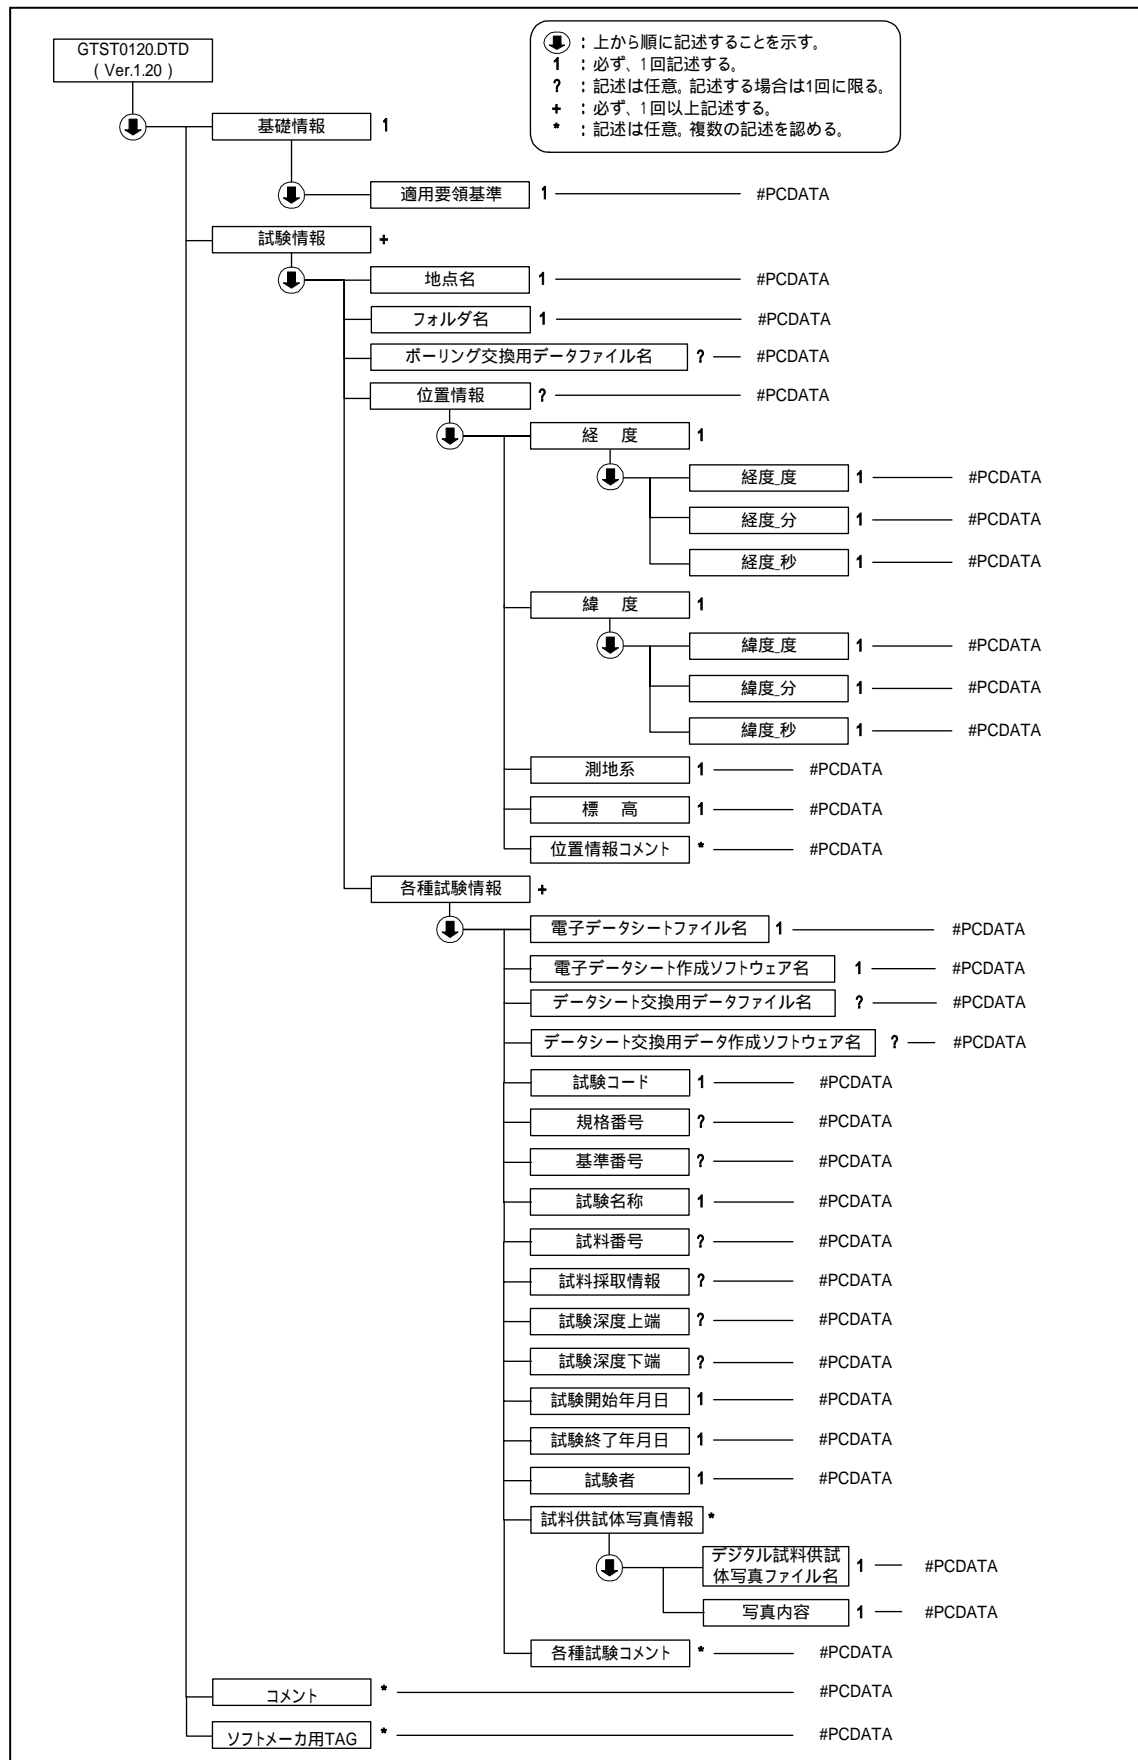 GTST0120.DTD
( Ver.1.20 )
: 上から順に記述することを示す。
1 : 必ず、1回記述する。
? : 記述は任意。記述する場合は1回に限る。
+ : 必ず、1回以上記述する。
* : 記述は任意。複数の記述を認める。
基礎情報 1
適用要領基準 1 #PCDATA
試験情報 +
地点名 1 #PCDATA
フォルダ名 1 #PCDATA
ボーリング交換用データファイル名 ? #PCDATA
位置情報 ? #PCDATA
経 度 1
経度_度 1 #PCDATA
経度_分 1 #PCDATA
経度_秒 1 #PCDATA
緯 度 1
緯度_度 1 #PCDATA
緯度_分 1 #PCDATA
緯度_秒 1 #PCDATA
測地系 1 #PCDATA
標 高 1 #PCDATA
位置情報コメント * #PCDATA
各種試験情報 +
電子データシートファイル名 1 #PCDATA
電子データシート作成ソフトウェア名 1 #PCDATA
データシート交換用データファイル名 ? #PCDATA
データシート交換用データ作成ソフトウェア名 ? #PCDATA
試験コード 1 #PCDATA
規格番号 ? #PCDATA
基準番号 ? #PCDATA
試験名称 1 #PCDATA
試料番号 ? #PCDATA
試料採取情報 ? #PCDATA
試験深度上端 ? #PCDATA
試験深度下端 ? #PCDATA
試験開始年月日 1 #PCDATA
試験終了年月日 1 #PCDATA
試験者 1 #PCDATA
試料供試体写真情報 *
デジタル試料供試
体写真ファイル名 1 #PCDATA
写真内容 1 #PCDATA
各種試験コメント * #PCDATA
コメント * #PCDATA
ソフトメーカ用TAG * #PCDATA